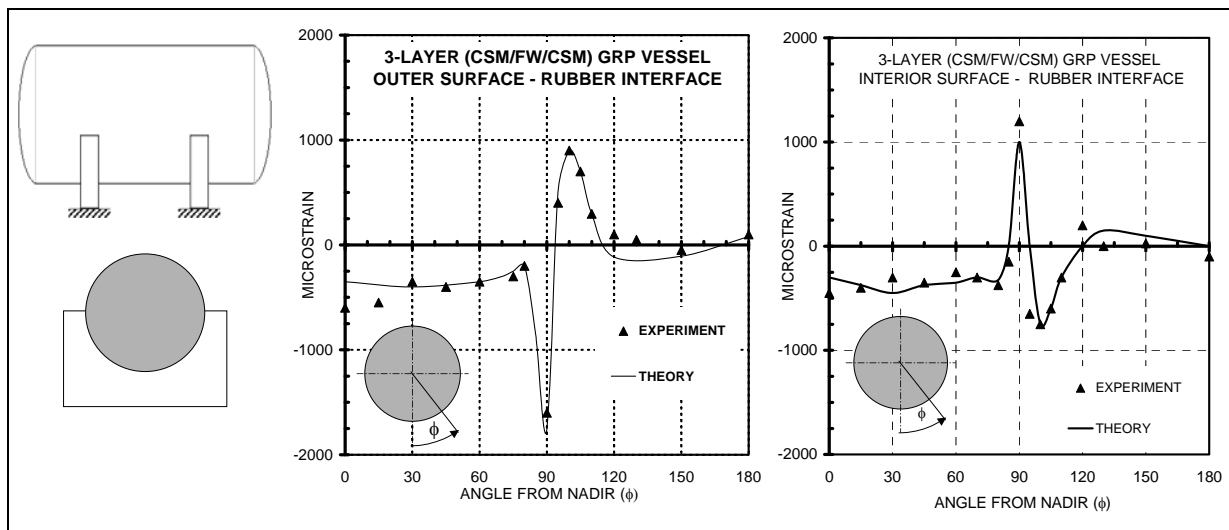 3-LAYER (CSM/FW/CSM) GRP VESSEL
OUTER SURFACE - RUBBER INTERFACE
2000
1000
0
-1000
-2000
MICROSTRAIN
EXPERIMENT
THEORY
ϕ
0 30 60 90 120 150 180
ANGLE FROM NADIR (ϕ)
3-LAYER (CSM/FW/CSM) GRP VESSEL
INTERIOR SURFACE - RUBBER INTERFACE
2000
1000
0
-1000
-2000
MICROSTRAIN
EXPERIMENT
THEORY
ϕ
0 30 60 90 120 150 180
ANGLE FROM NADIR (ϕ)